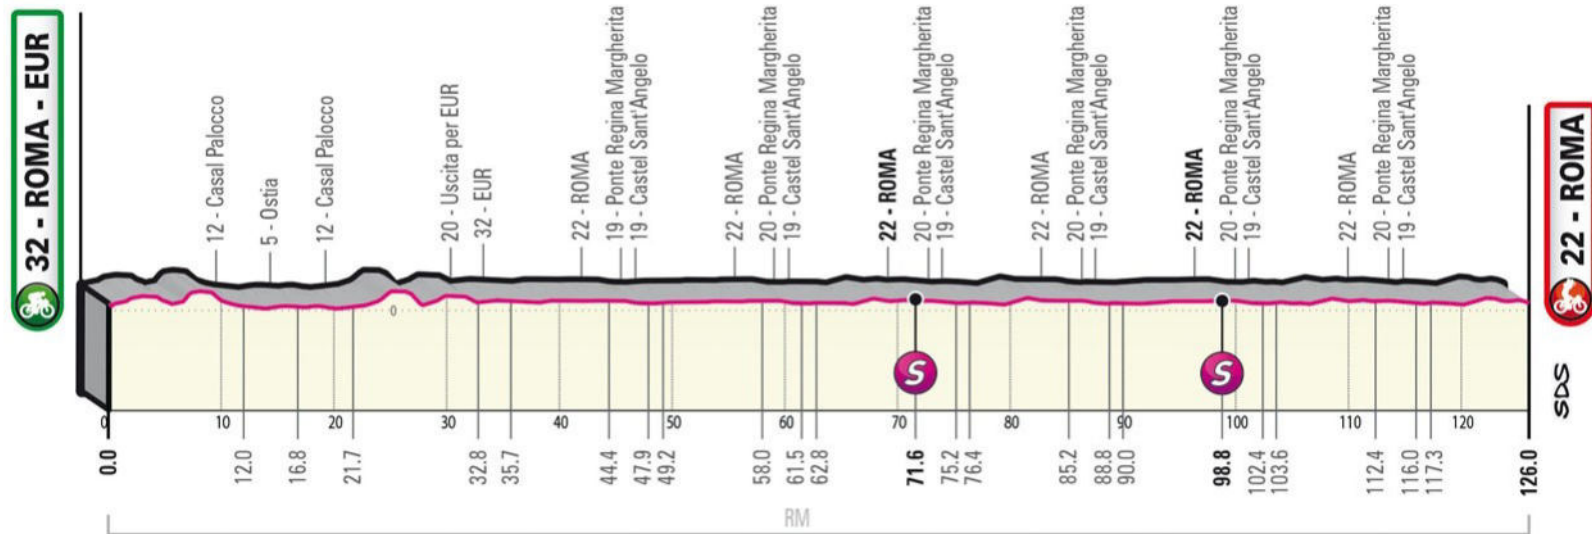 32 - ROMA - EUR
12 - Casal Palocco
5 - Ostia
12 - Casal Palocco
20 - Uscita per EUR
32 - EUR
22 - ROMA
19 - Ponte Regina Margherita
19 - Castel Sant'Angelo
22 - ROMA
20 - Ponte Regina Margherita
19 - Castel Sant'Angelo
22 - ROMA
20 - Ponte Regina Margherita
19 - Castel Sant'Angelo
22 - ROMA
20 - Ponte Regina Margherita
19 - Castel Sant'Angelo
22 - ROMA
20 - Ponte Regina Margherita
19 - Castel Sant'Angelo
22 - ROMA
20 - Ponte Regina Margherita
19 - Castel Sant'Angelo
22 - ROMA
0
S
S
SDS
0 10 20 30 40 50 60 70 80 90 100 110 120
0.0 12.0 16.8 21.7 32.8 35.7 44.4 47.9 49.2 58.0 61.5 62.8 71.6 75.2 76.4 85.2 88.8 90.0 98.8 102.4 103.6 112.4 116.0 117.3 126.0
RM